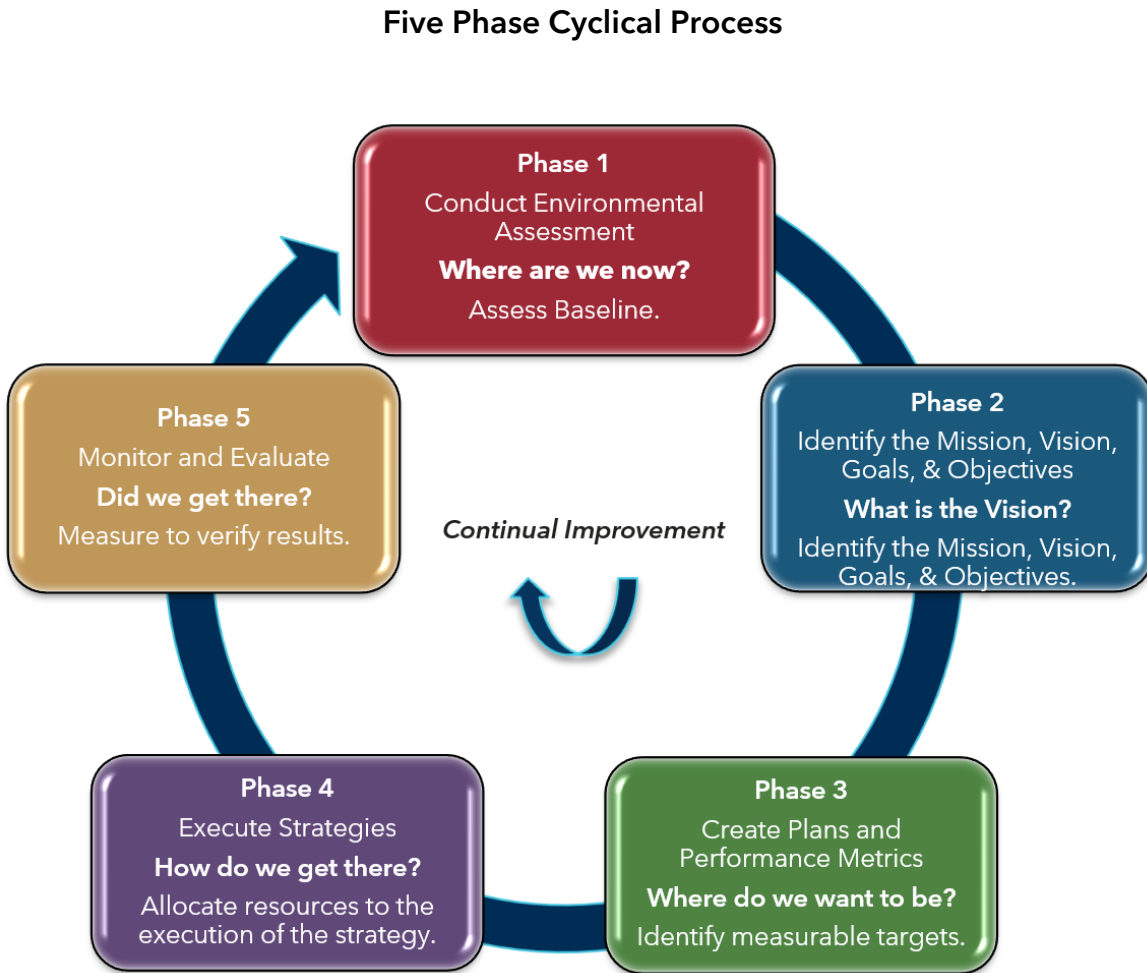 Five Phase Cyclical Process
Phase 1
Conduct Environmental
Assessment
Where are we now?
Assess Baseline.
Phase 2
Identify the Mission, Vision,
Goals, & Objectives
What is the Vision?
Identify the Mission, Vision,
Goals, & Objectives.
Phase 3
Create Plans and
Performance Metrics
Where do we want to be?
Identify measurable targets.
Phase 4
Execute Strategies
How do we get there?
Allocate resources to the
execution of the strategy.
Phase 5
Monitor and Evaluate
Did we get there?
Measure to verify results.
Continual Improvement